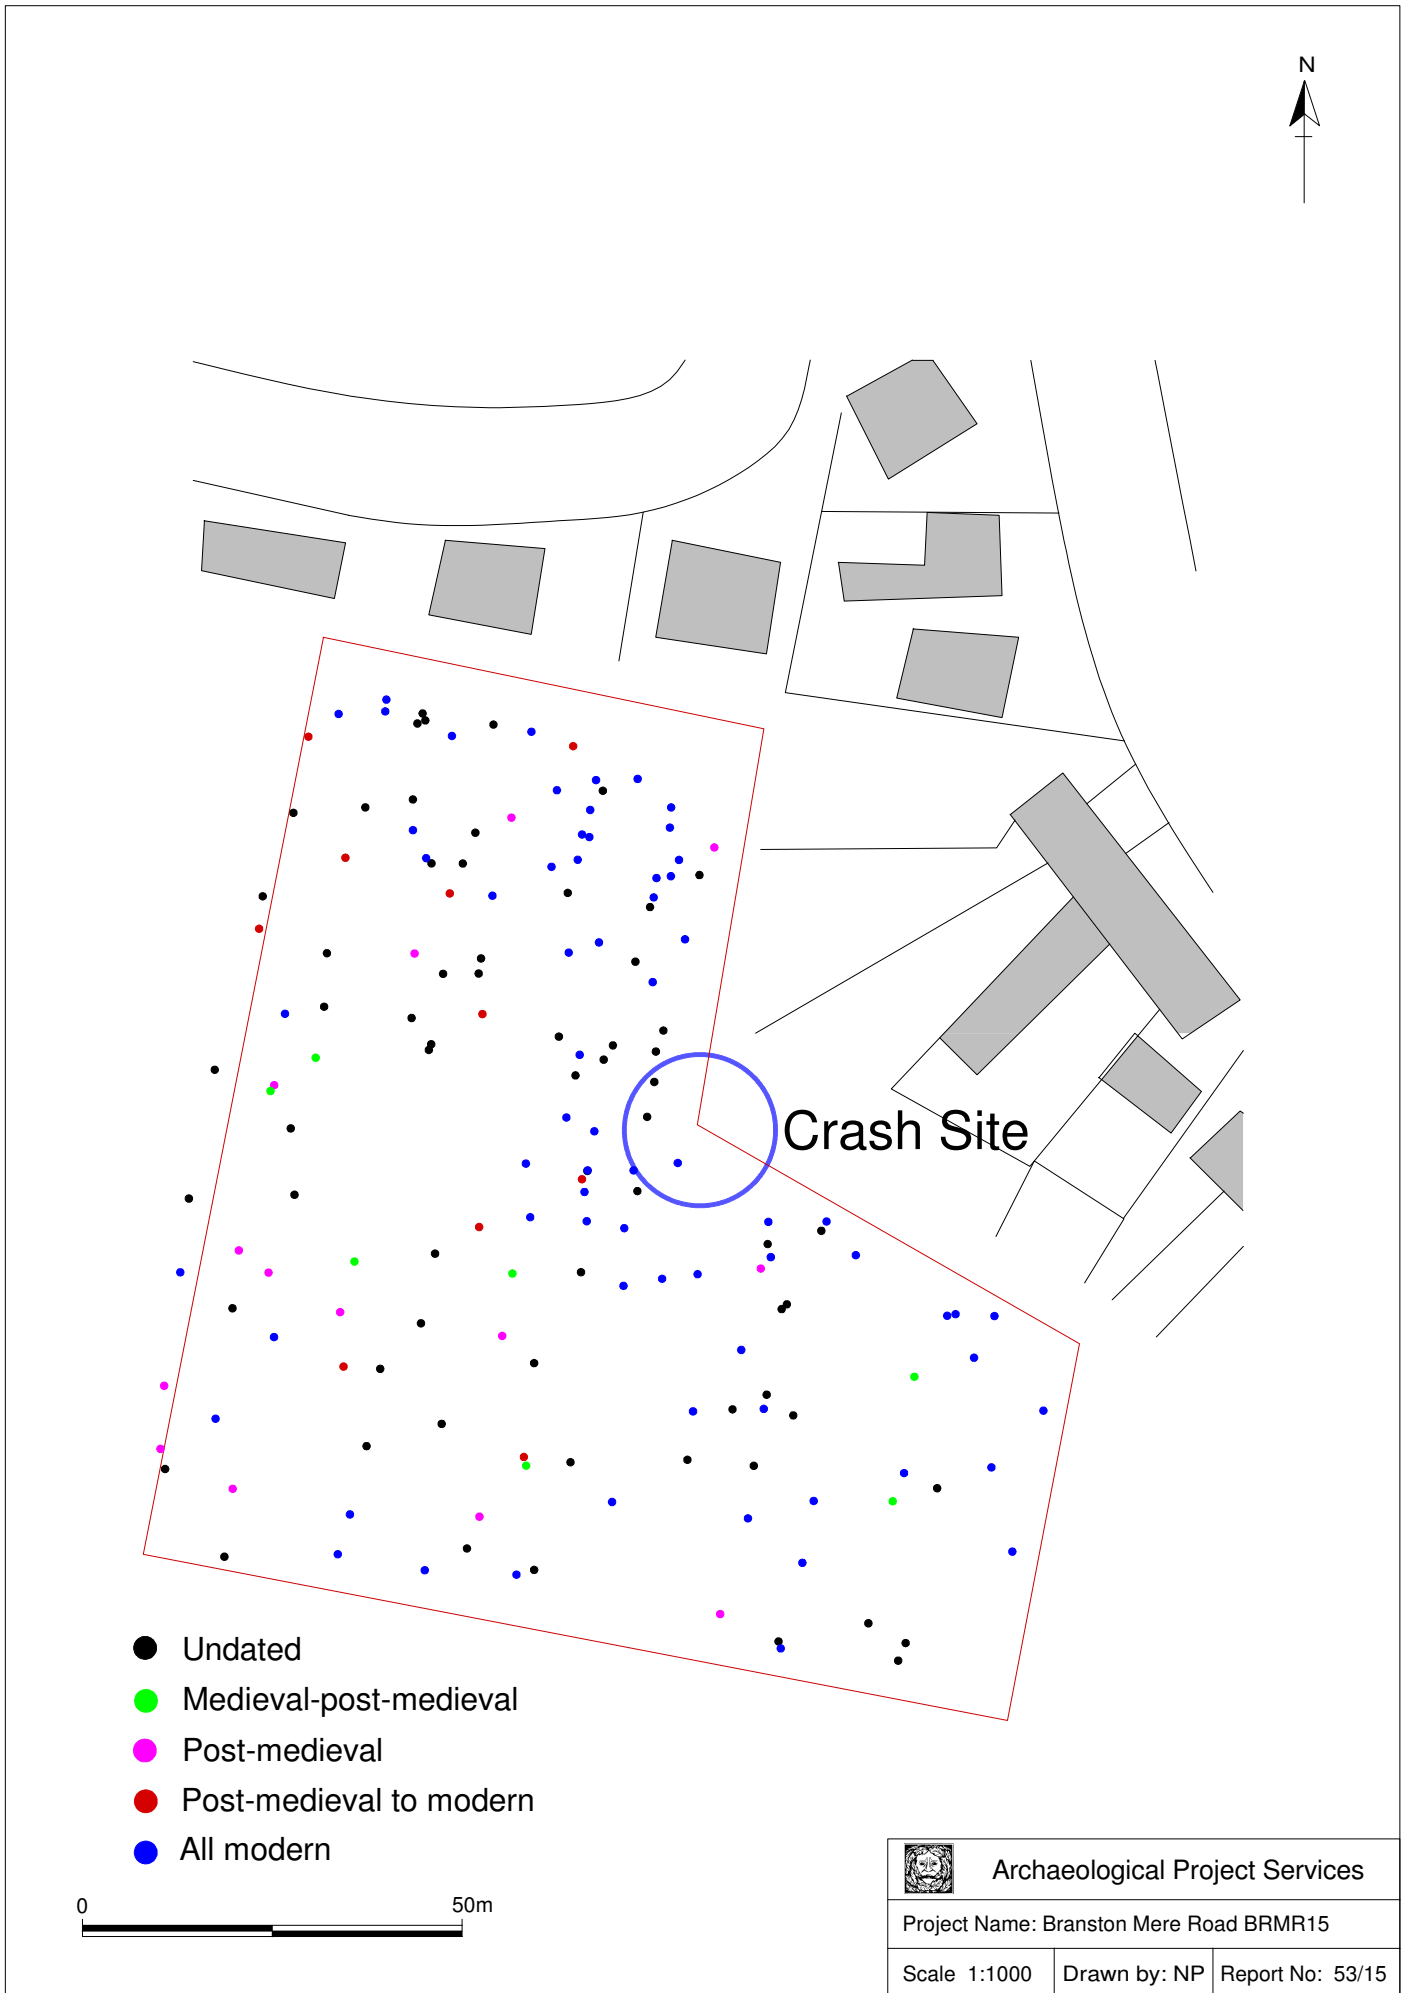 N
Crash Site
Undated
Medieval-post-medieval
Post-medieval
Post-medieval to modern
All modern
0 50m
Archaeological Project Services
Project Name: Branston Mere Road BRMR15
Scale 1:1000 Drawn by: NP Report No: 53/15